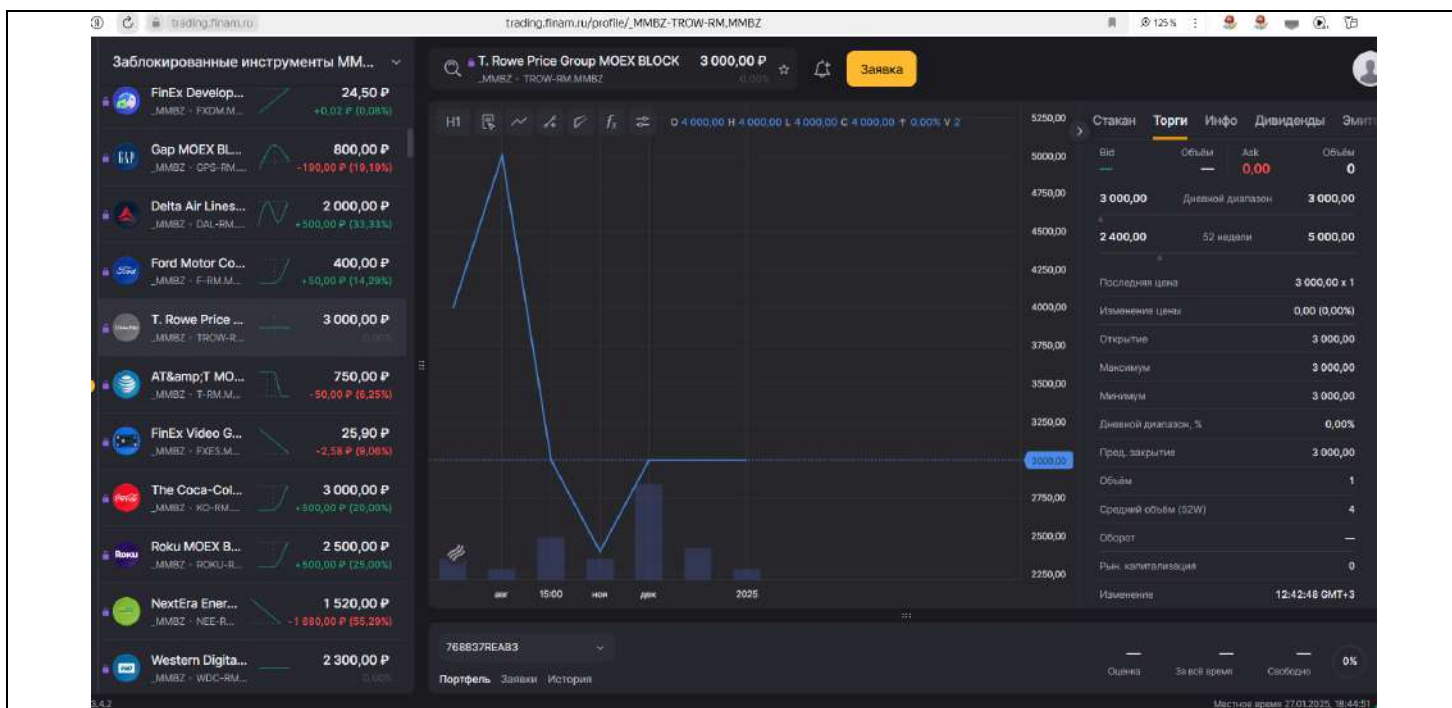 trading.finam.ru
trading.finam.ru/profile/_MMBZ-TROW-RM.MMBZ
125 %
Заблокированные инструменты ММ...
FinEx Develop...
24,50 ₽
_MMBZ - FXDM.M...
+0,02 ₽ (0,08%)
Gap MOEX BL...
800,00 ₽
_MMBZ - GPS-RM....
-190,00 ₽ (19,19%)
Delta Air Lines...
2 000,00 ₽
_MMBZ - DAL-RM...
+500,00 ₽ (33,33%)
Ford Motor Co...
400,00 ₽
_MMBZ - F-RM.M...
+50,00 ₽ (14,29%)
T. Rowe Price ...
3 000,00 ₽
_MMBZ - TROW-R...
0,00%
AT&amp;T MO...
750,00 ₽
_MMBZ - T-RM.M...
-50,00 ₽ (6,25%)
FinEx Video G...
25,90 ₽
_MMBZ - FXES.M...
-2,58 ₽ (9,06%)
The Coca-Col...
3 000,00 ₽
_MMBZ - KO-RM....
+500,00 ₽ (20,00%)
Roku MOEX B...
2 500,00 ₽
_MMBZ - ROKU-R...
+500,00 ₽ (25,00%)
NextEra Ener...
1 520,00 ₽
_MMBZ - NEE-R...
-1 880,00 ₽ (55,29%)
Western Digita...
2 300,00 ₽
_MMBZ - WDC-RM...
0,00%
3.4.2
T. Rowe Price Group MOEX BLOCK
3 000,00 ₽
_MMBZ - TROW-RM.MMBZ
0,00%
Заявка
H1
O 4 000,00 H 4 000,00 L 4 000,00 C 4 000,00 ↑ 0,00% V 2
5250,00
5000,00
4750,00
4500,00
4250,00
4000,00
3750,00
3500,00
3250,00
3000,00
2750,00
2500,00
2250,00
авг 15:00 ноя дек 2025
Стакан Торги Инфо Дивиденды Эмит
Bid Объём Ask Объём
— — 0,00 0
3 000,00 Дневной диапазон 3 000,00
2 400,00 52 недели 5 000,00
Последняя цена 3 000,00 x 1
Изменение цены 0,00 (0,00%)
Открытие 3 000,00
Максимум 3 000,00
Минимум 3 000,00
Дневной диапазон, % 0,00%
Пред. закрытие 3 000,00
Объём 1
Средний объём (52W) 4
Оборот —
Рын. капитализация 0
Изменение 12:42:48 GMT+3
768837REAB3
Портфель Заявки История
— — — 0%
Оценка За всё время Свободно
Местное время 27.01.2025, 18:44:51